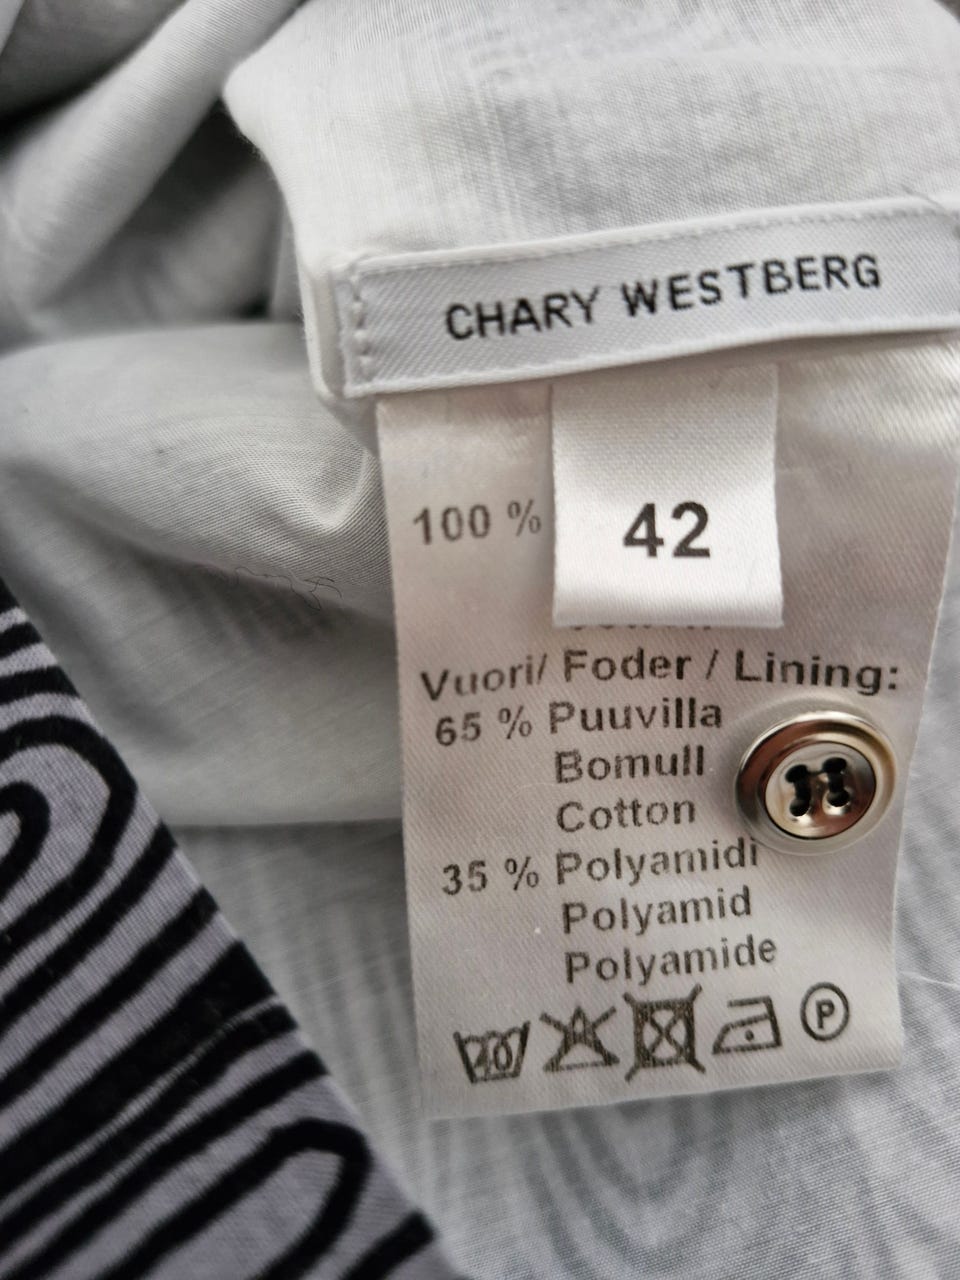 CHARY WESTBERG
42
100 %
Vuori/ Foder / Lining:
65 % Puuvilla
Bomull
Cotton
35 % Polyamidi
Polyamid
Polyamide
40
P